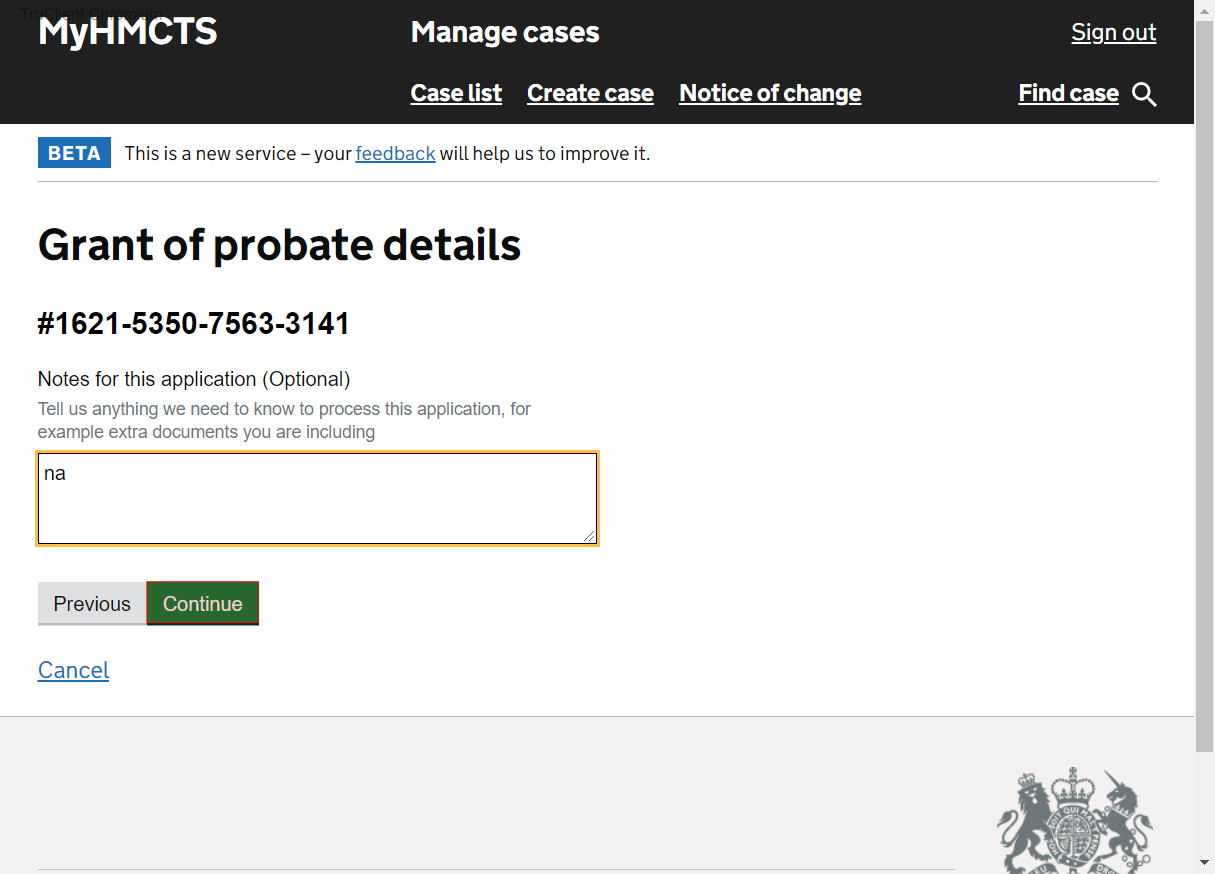 TruClient Chromium
MyHMCTS
Manage cases
Sign out
Case list
Create case
Notice of change
Find case
BETA
This is a new service – your feedback will help us to improve it.
Grant of probate details
#1621-5350-7563-3141
Notes for this application (Optional)
Tell us anything we need to know to process this application, for
example extra documents you are including
na
Previous
Continue
Cancel